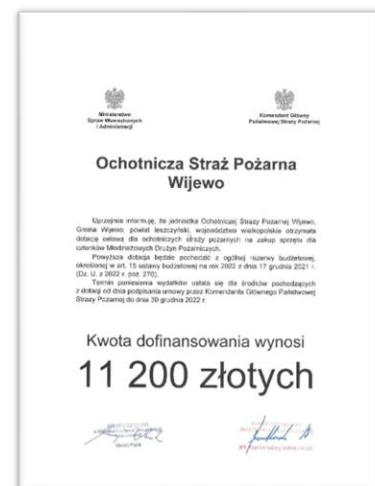 Ministerstwo
Spraw Wewnętrznych
i Administracji
Komendant Główny
Państwowej Straży Pożarnej
Ochotnicza Straż Pożarna
Wijewo
Uprzejmie informuję, że jednostka Ochotniczej Straży Pożarnej Wijewo,
Gmina Wijewo, powiat leszczyński, województwo wielkopolskie otrzymała
dotację celową dla ochotniczych straży pożarnych na zakup sprzętu dla
członków Młodzieżowych Drużyn Pożarniczych.
Powyższa dotacja będzie pochodzić z ogólnej rezerwy budżetowej,
określonej w art. 15 ustawy budżetowej na rok 2022 z dnia 17 grudnia 2021 r.
(Dz. U. z 2022 r. poz. 270).
Termin poniesienia wydatków ustala się dla środków pochodzących
z dotacji od dnia podpisania umowy przez Komendanta Głównego Państwowej
Straży Pożarnej do dnia 30 grudnia 2022 r.
Kwota dofinansowania wynosi
11 200 złotych